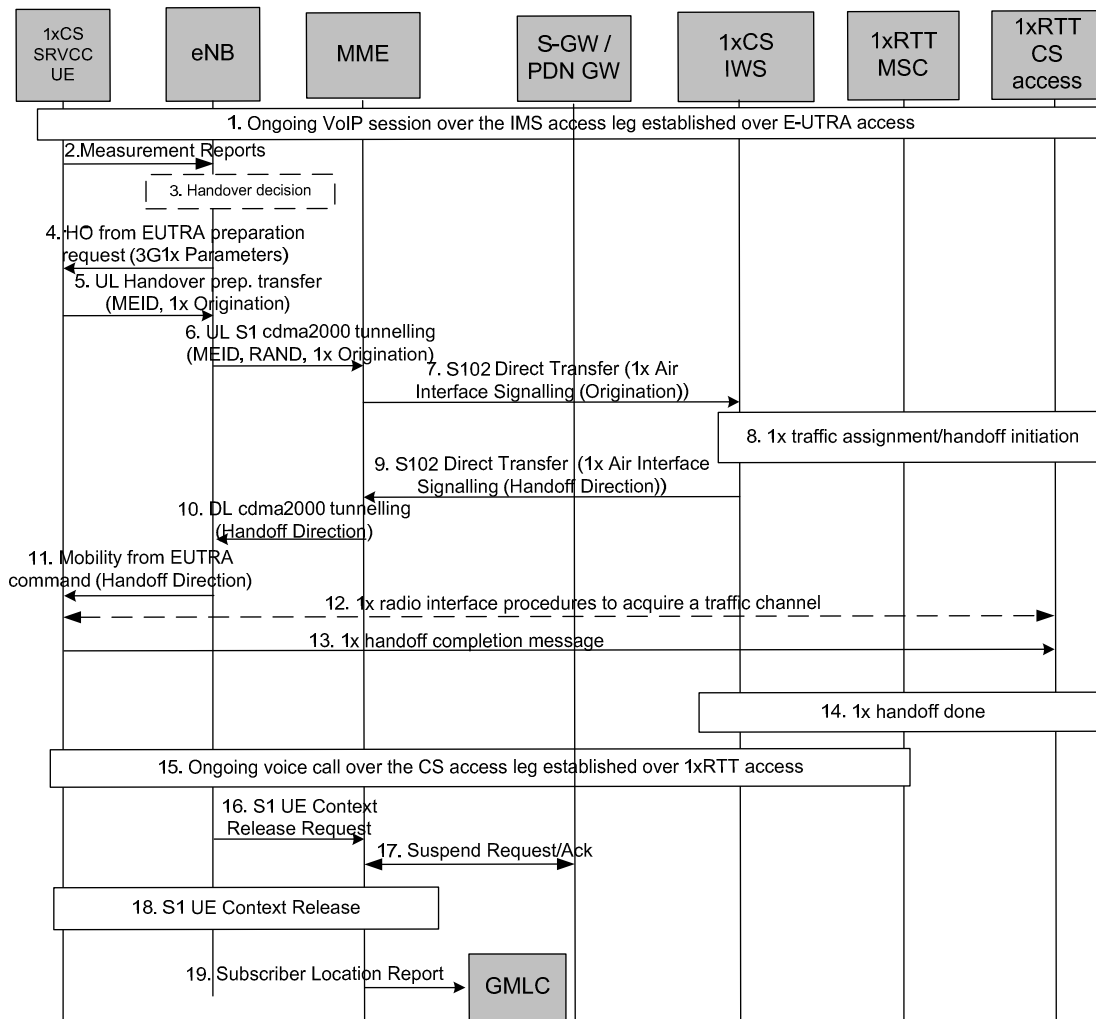 1xCS
SRVCC
UE
eNB
MME
S-GW /
PDN GW
1xCS
IWS
1xRTT
MSC
1xRTT
CS
access
1. Ongoing VoIP session over the IMS access leg established over E-UTRA access
2.Measurement Reports
3. Handover decision
4. HO from EUTRA preparation
request (3G1x Parameters)
5. UL Handover prep. transfer
(MEID, 1x Origination)
6. UL S1 cdma2000 tunnelling
(MEID, RAND, 1x Origination)
7. S102 Direct Transfer (1x Air
Interface Signalling (Origination))
8. 1x traffic assignment/handoff initiation
9. S102 Direct Transfer (1x Air Interface
Signalling (Handoff Direction))
10. DL cdma2000 tunnelling
(Handoff Direction)
11. Mobility from EUTRA
command (Handoff Direction)
12. 1x radio interface procedures to acquire a traffic channel
13. 1x handoff completion message
14. 1x handoff done
15. Ongoing voice call over the CS access leg established over 1xRTT access
16. S1 UE Context
Release Request
17. Suspend Request/Ack
18. S1 UE Context Release
19. Subscriber Location Report
GMLC